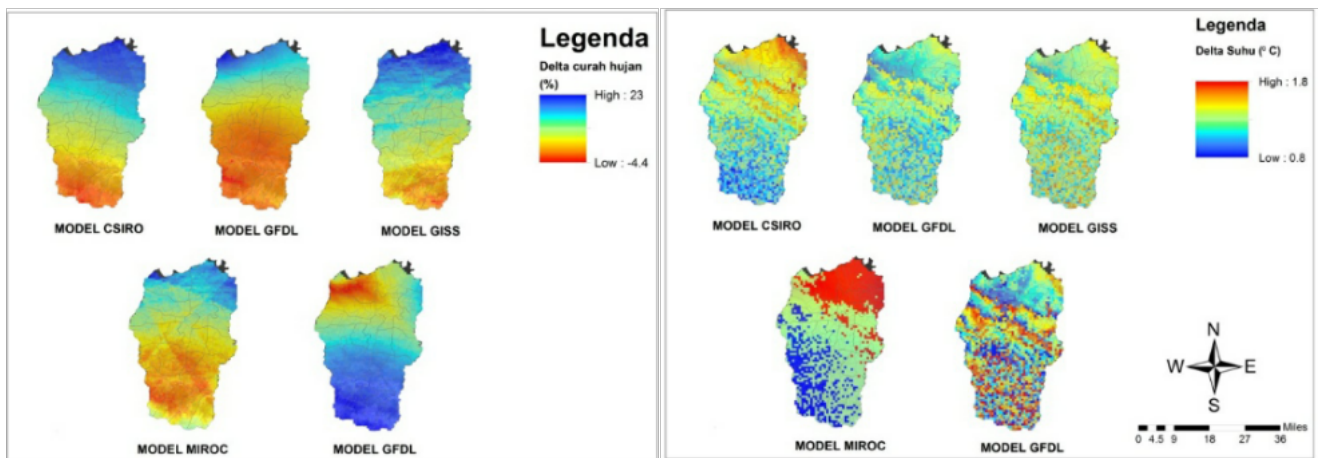 Legenda
Delta curah hujan
(%)
High : 23
Low : -4.4
MODEL CSIRO
MODEL GFDL
MODEL GISS
MODEL MIROC
MODEL GFDL
Legenda
Delta Suhu (° C)
High : 1.8
Low : 0.8
MODEL CSIRO
MODEL GFDL
MODEL GISS
MODEL MIROC
MODEL GFDL
N
W E
S
Miles
0 4.5 9 18 27 36